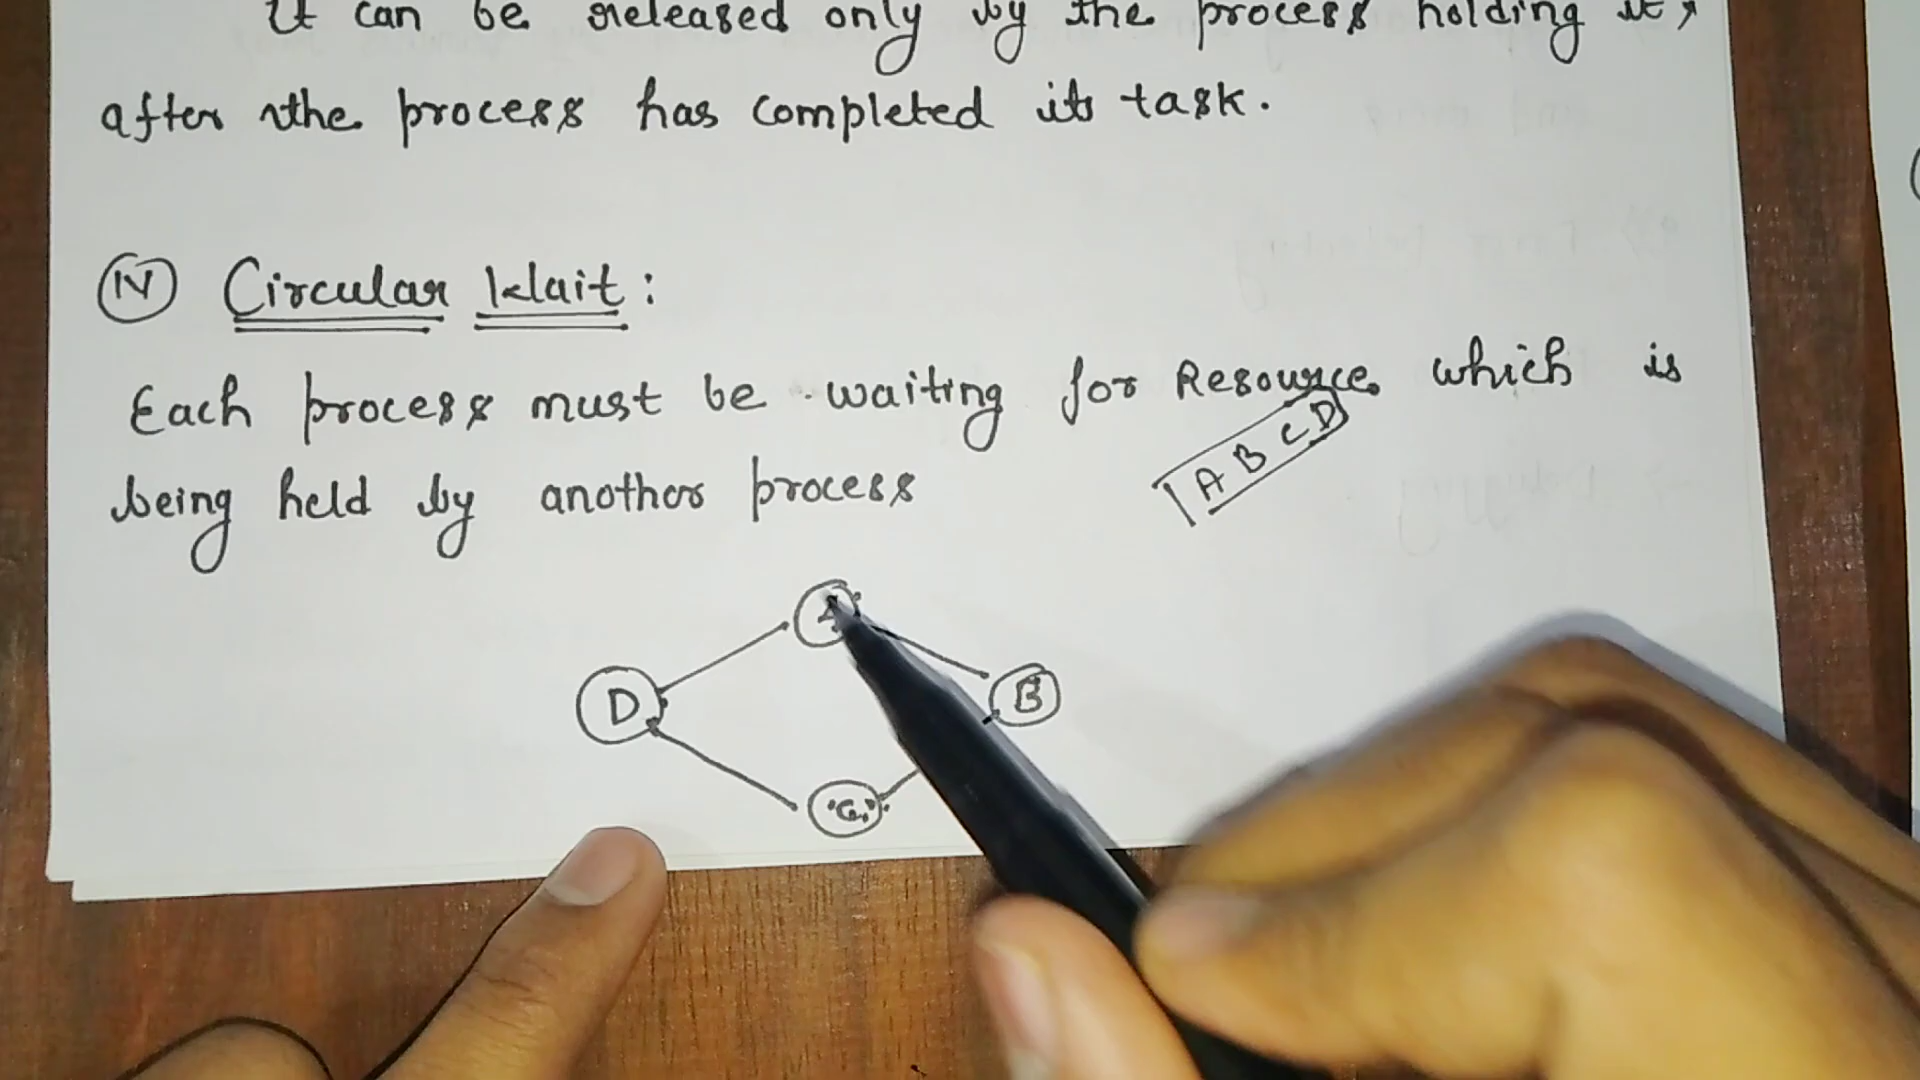 it can be released only by the process holding it,
after the process has completed its task.
IV Circular Wait:
Each process must be waiting for Resource which is
being held by another process
A B C D
A
D
B
C